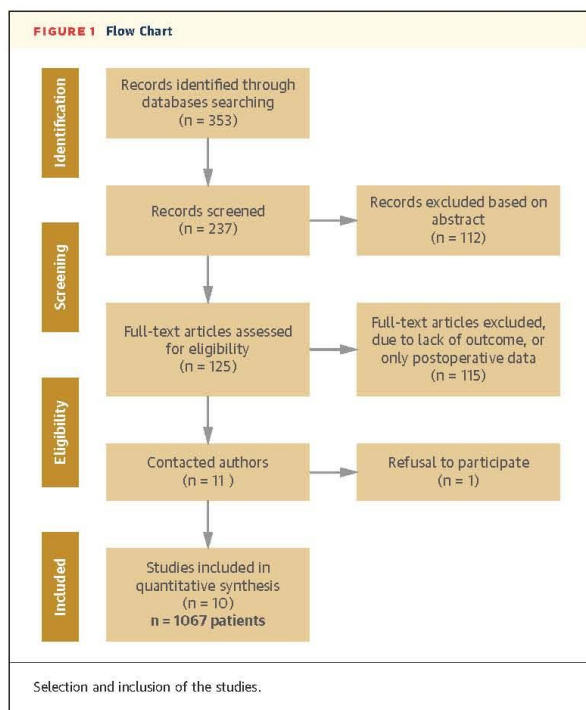 FIGURE 1 Flow Chart
Identification
Records identified through
databases searching
(n = 353)
Records screened
(n = 237)
Records excluded based on
abstract
(n = 112)
Screening
Full-text articles assessed
for eligibility
(n = 125)
Full-text articles excluded,
due to lack of outcome, or
only postoperative data
(n = 115)
Eligibility
Contacted authors
(n = 11 )
Refusal to participate
(n = 1)
Included
Studies included in
quantitative synthesis
(n = 10)
n = 1067 patients
Selection and inclusion of the studies.